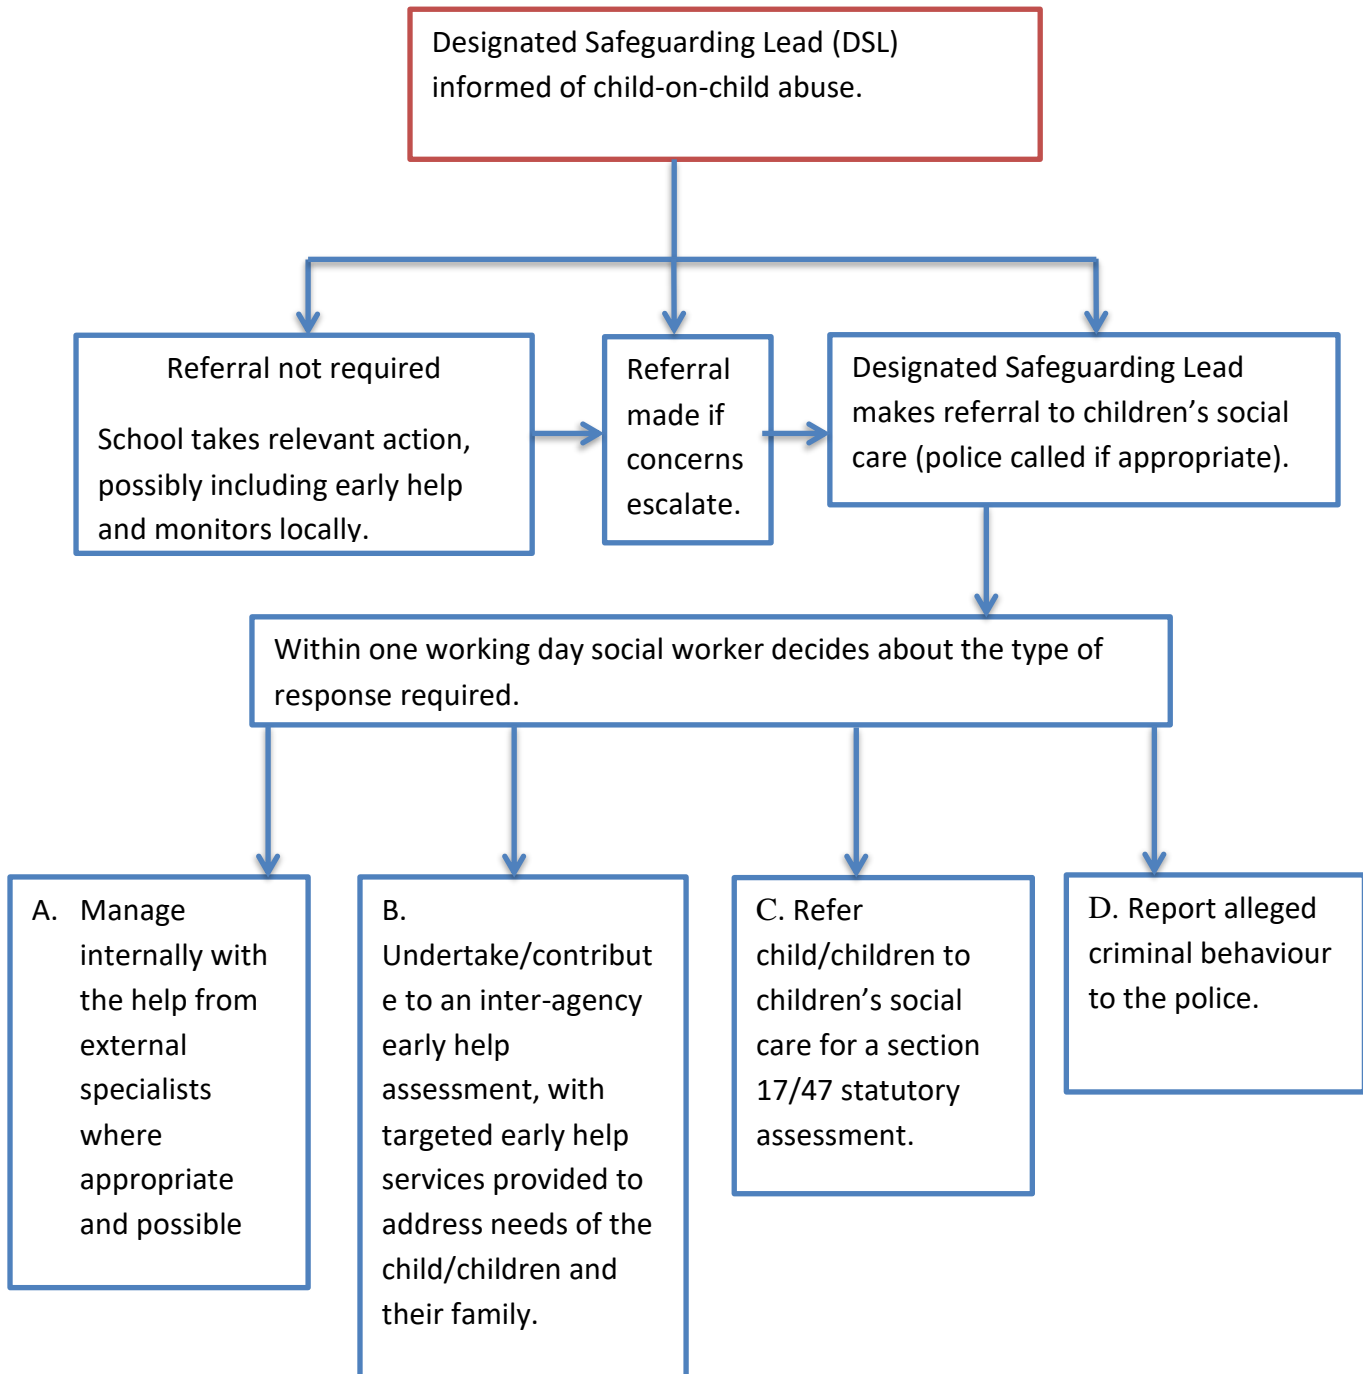 Designated Safeguarding Lead (DSL)
informed of child-on-child abuse.
Referral not required
School takes relevant action,
possibly including early help
and monitors locally.
Referral
made if
concerns
escalate.
Designated Safeguarding Lead
makes referral to children’s social
care (police called if appropriate).
Within one working day social worker decides about the type of
response required.
A. Manage
internally with
the help from
external
specialists
where
appropriate
and possible
B.
Undertake/contribut
e to an inter-agency
early help
assessment, with
targeted early help
services provided to
address needs of the
child/children and
their family.
C. Refer
child/children to
children’s social
care for a section
17/47 statutory
assessment.
D. Report alleged
criminal behaviour
to the police.